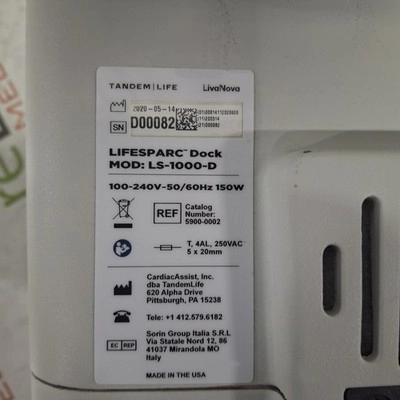 TANDEM|LIFE LivaNova
2020-05-14
SN D00082
LIFESPARC™ Dock
MOD: LS-1000-D
100-240V-50/60Hz 150W
REF Catalog
Number:
5900-0002
T, 4AL, 250VAC
5 x 20mm
CardiacAssist, Inc.
dba TandemLife
620 Alpha Drive
Pittsburgh, PA 15238
Tele: +1 412.579.6182
EC REP Sorin Group Italia S.R.L
Via Statale Nord 12, 86
41037 Mirandola MO
Italy
MADE IN THE USA